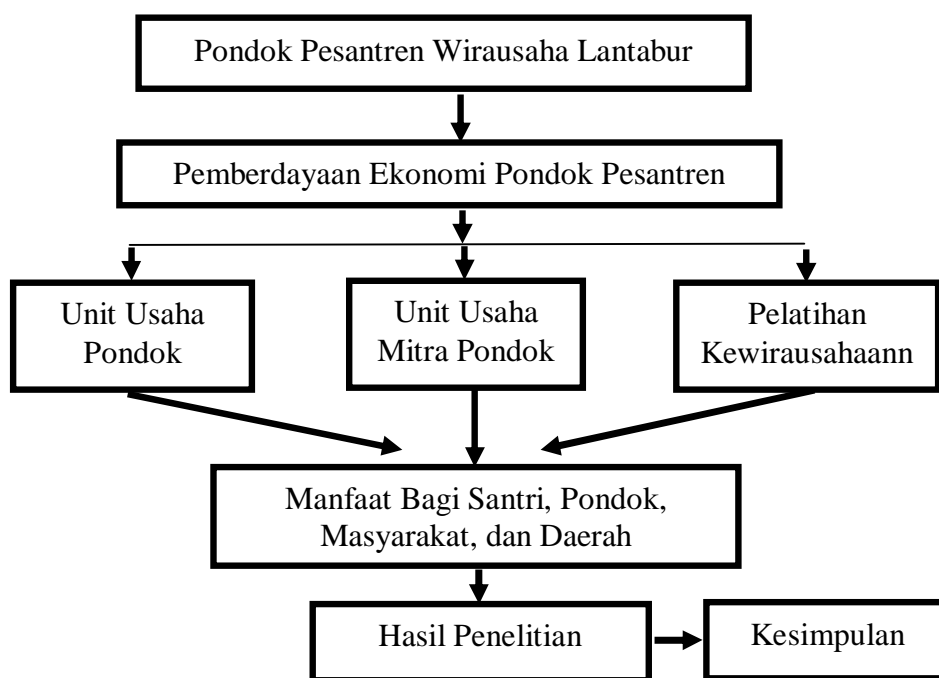 Pondok Pesantren Wirausaha Lantabur
Pemberdayaan Ekonomi Pondok Pesantren
Unit Usaha
Pondok
Unit Usaha
Mitra Pondok
Pelatihan
Kewirausahaann
Manfaat Bagi Santri, Pondok,
Masyarakat, dan Daerah
Hasil Penelitian
Kesimpulan